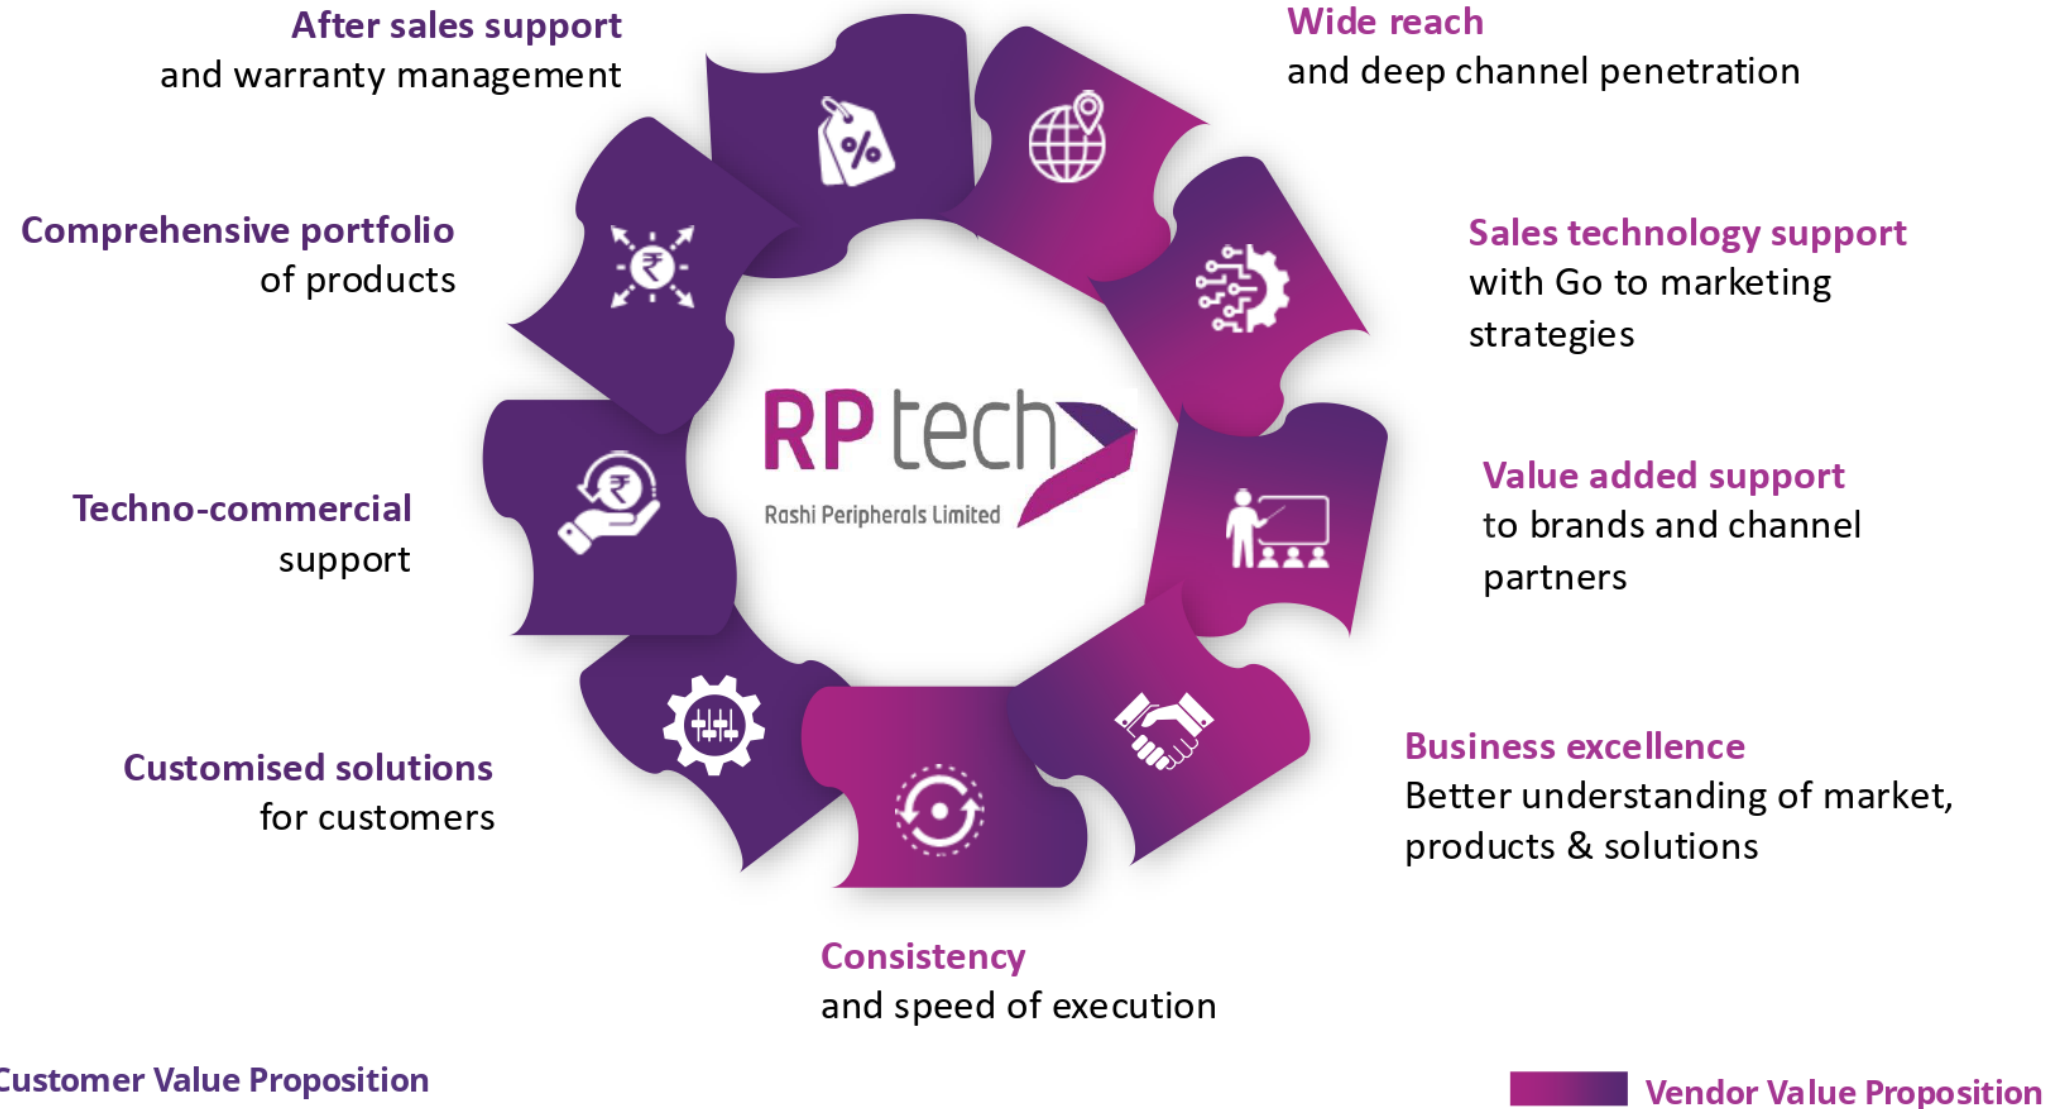 After sales support
and warranty management
Wide reach
and deep channel penetration
Comprehensive portfolio
of products
Sales technology support
with Go to marketing
strategies
RP tech
Rashi Peripherals Limited
Techno-commercial
support
Value added support
to brands and channel
partners
Customised solutions
for customers
Business excellence
Better understanding of market,
products & solutions
Consistency
and speed of execution
Customer Value Proposition
Vendor Value Proposition